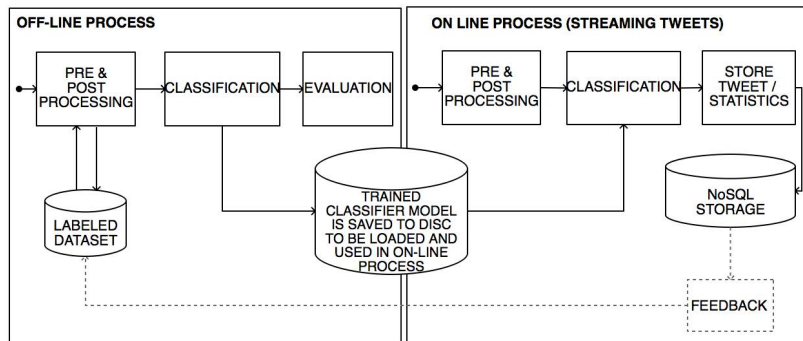 OFF-LINE PROCESS
PRE &
POST
PROCESSING
CLASSIFICATION
EVALUATION
LABELED
DATASET
TRAINED
CLASSIFIER MODEL
IS SAVED TO DISC
TO BE LOADED AND
USED IN ON-LINE
PROCESS
ON LINE PROCESS (STREAMING TWEETS)
PRE &
POST
PROCESSING
CLASSIFICATION
STORE
TWEET /
STATISTICS
NoSQL
STORAGE
FEEDBACK